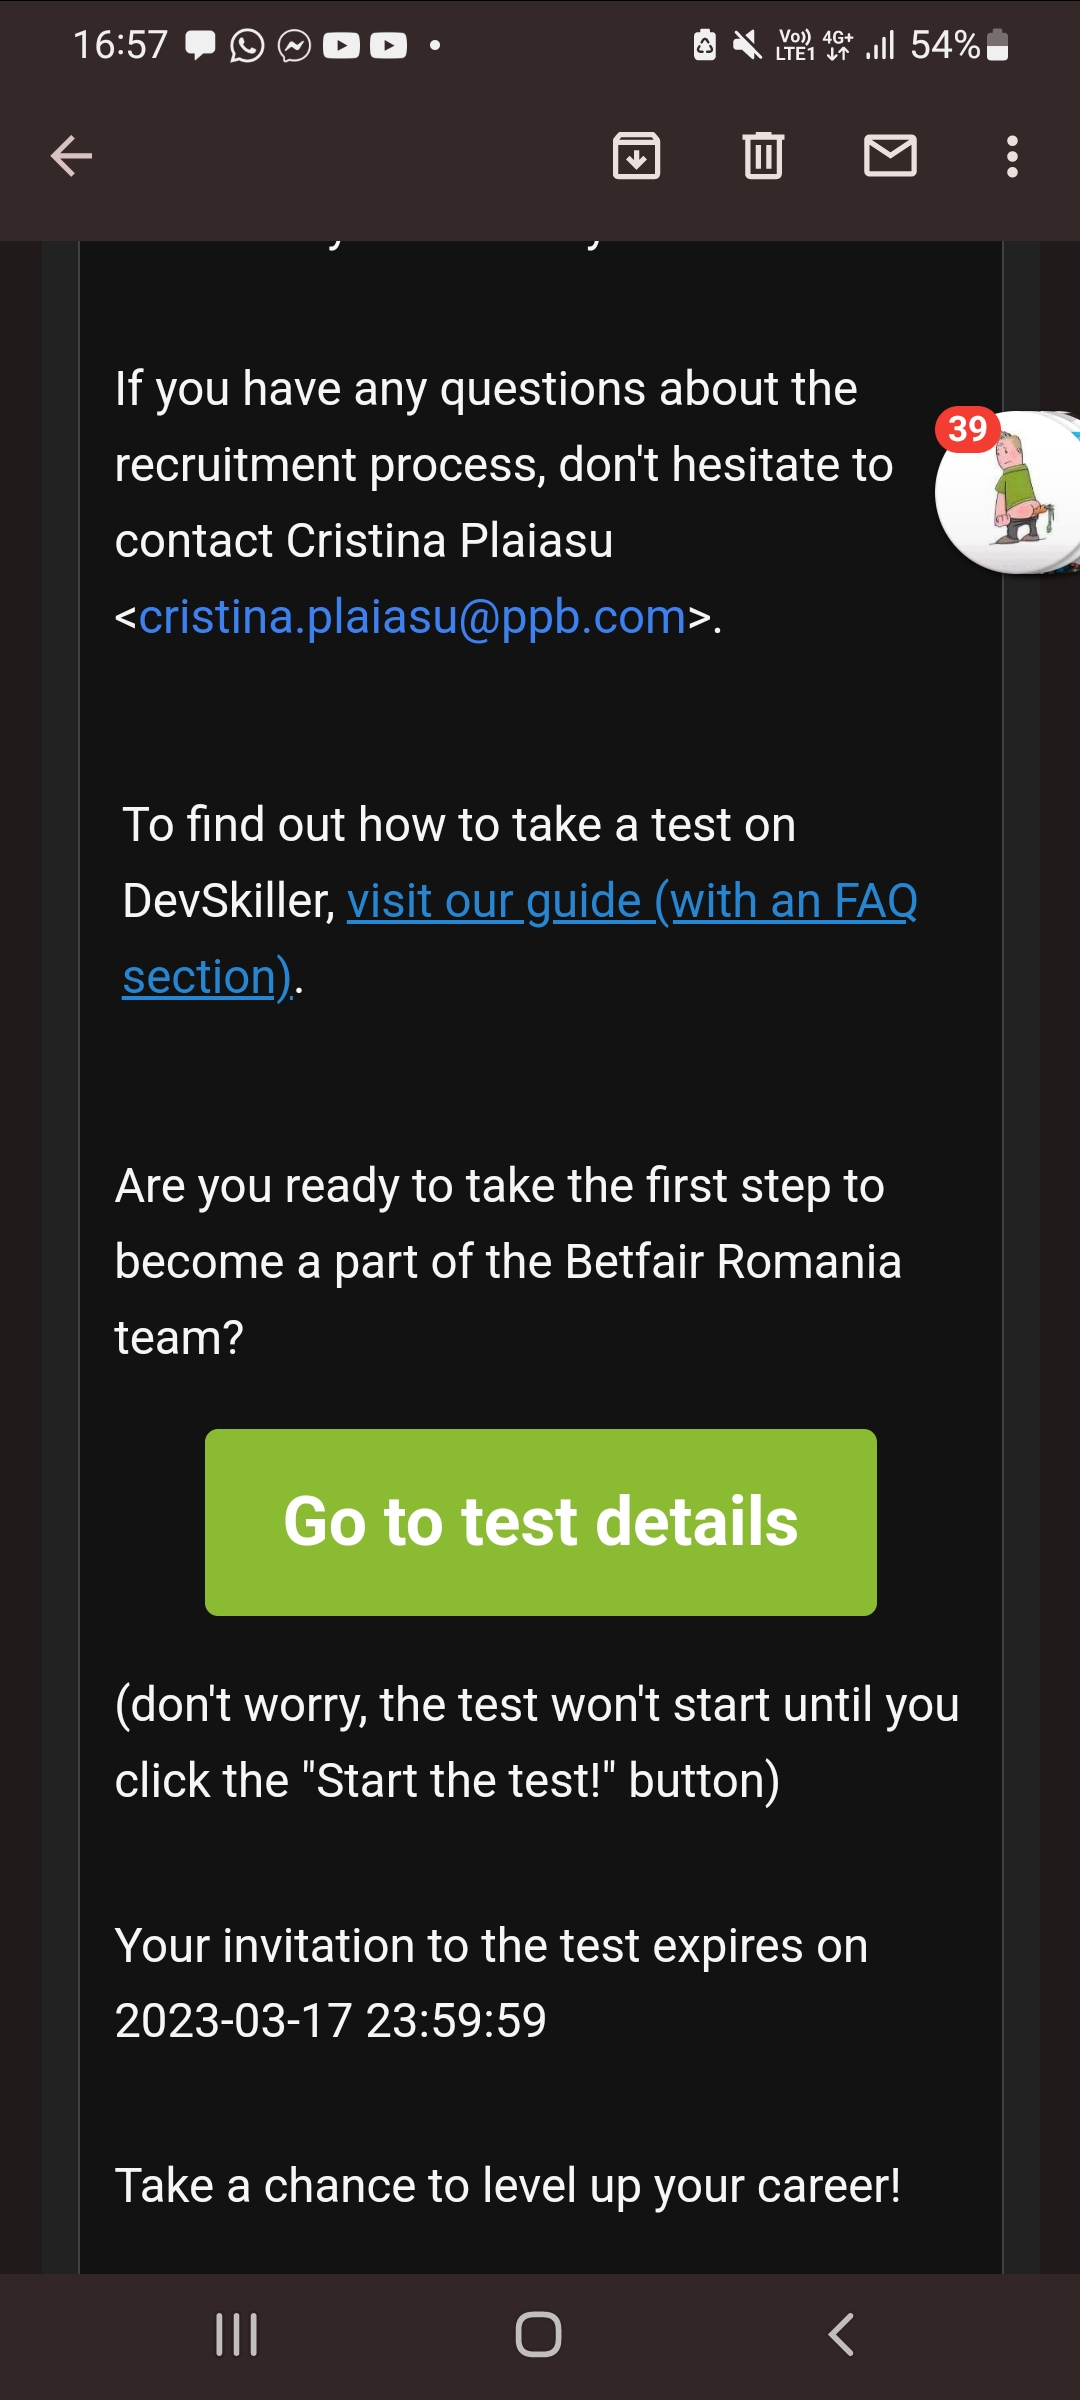 16:57
Vo)) LTE1 4G+ 54%
39
If you have any questions about the
recruitment process, don't hesitate to
contact Cristina Plaiasu
<cristina.plaiasu@ppb.com>.
To find out how to take a test on
DevSkiller, visit our guide (with an FAQ
section).
Are you ready to take the first step to
become a part of the Betfair Romania
team?
Go to test details
(don't worry, the test won't start until you
click the "Start the test!" button)
Your invitation to the test expires on
2023-03-17 23:59:59
Take a chance to level up your career!